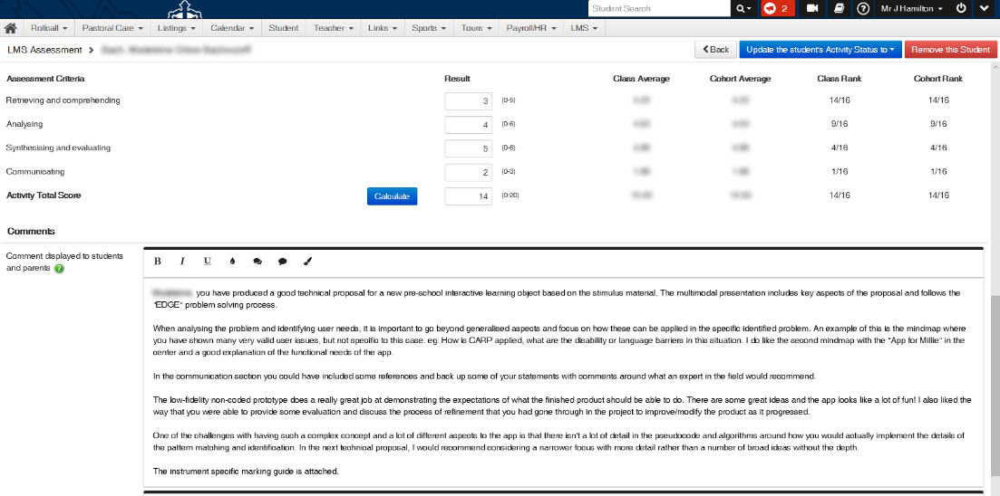 Student Search 2 Mr J Hamilton
Rollcall Pastoral Care Listings Calendar Student Teacher Links Sports Tours Payroll/HR LMS
LMS Assessment > Back Update the student's Activity Status to Remove this Student
Assessment Criteria Result Class Average Cohort Average Class Rank Cohort Rank
Retrieving and comprehending 3 (0-5) 14/16 14/16
Analysing 4 (0-6) 9/16 9/16
Synthesising and evaluating 5 (0-6) 4/16 4/16
Communicating 2 (0-3) 1/16 1/16
Activity Total Score Calculate 14 (0-20) 14/16 14/16
Comments
Comment displayed to students
and parents ?
B I U
, you have produced a good technical proposal for a new pre-school interactive learning object based on the stimulus material. The multimodal presentation includes key aspects of the proposal and follows the
"EDGE" problem solving process.
When analysing the problem and identifying user needs, it is important to go beyond generalised aspects and focus on how these can be applied in the specific identified problem. An example of this is the mindmap where
you have shown many very valid user issues, but not specific to this case. eg: How is CARP applied, what are the disability or language barriers in this situation. I do like the second mindmap with the "App for Millie" in the
center and a good explanation of the functional needs of the app.
In the communication section you could have included some references and back up some of your statements with comments around what an expert in the field would recommend.
The low-fidelity non-coded prototype does a really great job at demonstrating the expectations of what the finished product should be able to do. There are some great ideas and the app looks like a lot of fun! I also liked the
way that you were able to provide some evaluation and discuss the process of refinement that you had gone through in the project to improve/modify the product as it progressed.
One of the challenges with having such a complex concept and a lot of different aspects to the app is that there isn't a lot of detail in the pseudocode and algorithms around how you would actually implement the details of
the pattern matching and identification. In the next technical proposal, I would recommend considering a narrower focus with more detail rather than a number of broad ideas without the depth.
The instrument specific marking guide is attached.